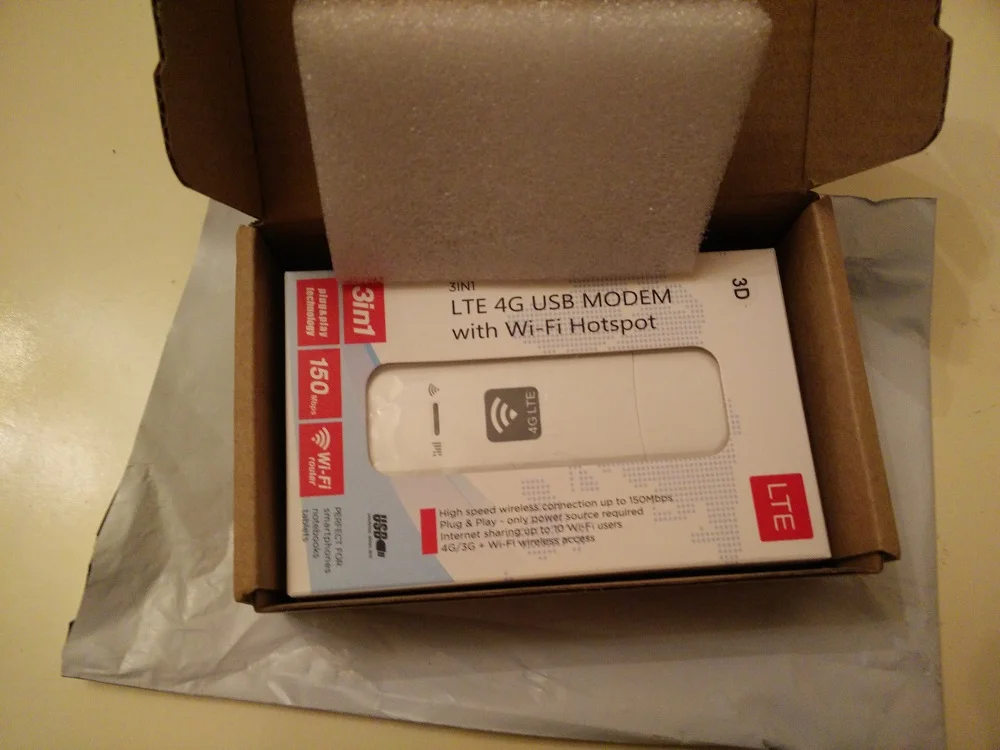 3IN1
LTE 4G USB MODEM
with Wi-Fi Hotspot
3D
3in1
plug&play
technology
150 Mbps
Wi-Fi
router
4G LTE
High speed wireless connection up to 150Mbps
Plug & Play - only power source required
Internet sharing up to 10 Wi-Fi users
4G/3G + Wi-Fi wireless access
LTE
USB
PERFECT FOR
smartphones
notebooks
tablets